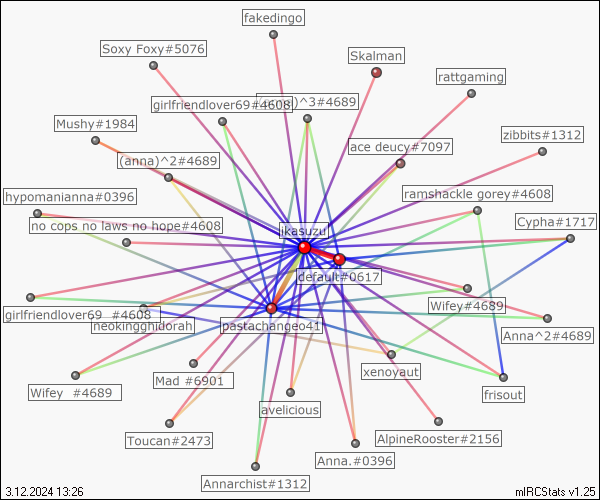 fakedingo
Soxy Foxy#5076
Skalman
rattgaming
girlfriendlover69#4608
)^3#4689
Mushy#1984
zibbits#1312
ace deucy#7097
(anna)^2#4689
hypomanianna#0396
ramshackle gorey#4608
no cops no laws no hope#4608
Cypha#1717
ikasuzu
default#0617
Wifey#4689
girlfriendlover69 #4608
neokingghidorah
pastachangeo41
Anna^2#4689
xenoyaut
Mad #6901
Wifey #4689
frisout
avelicious
Toucan#2473
AlpineRooster#2156
Anna.#0396
Annarchist#1312
3.12.2024 13:26
mIRCStats v1.25